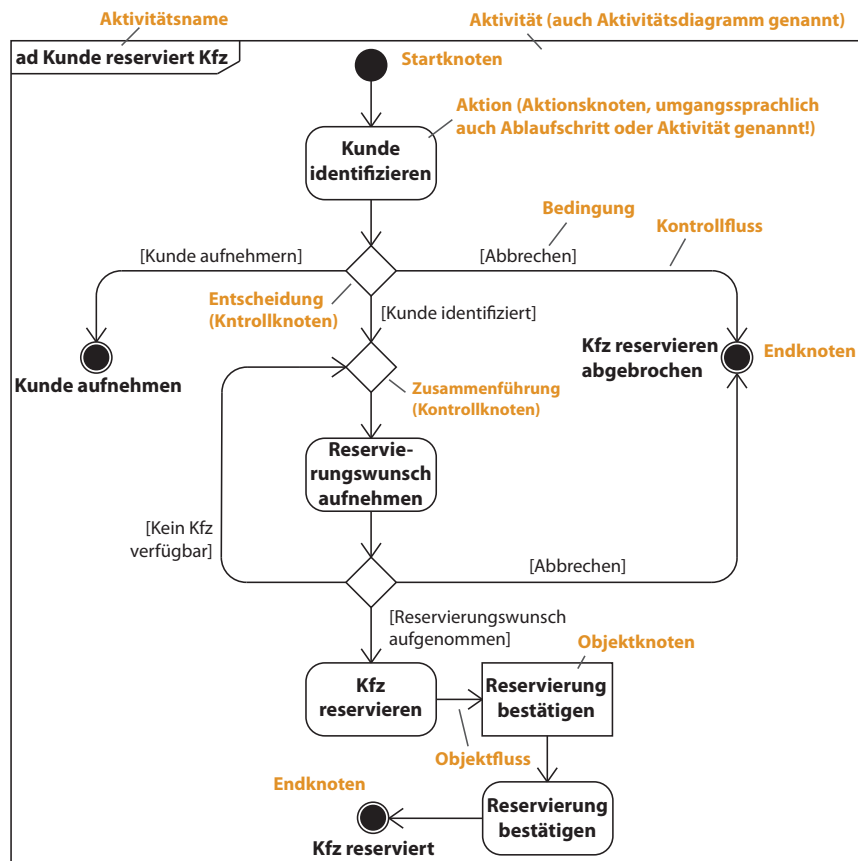 Aktivitätsname
Aktivität (auch Aktivitätsdiagramm genannt)
ad Kunde reserviert Kfz
Startknoten
Aktion (Aktionsknoten, umgangssprachlich
auch Ablaufschritt oder Aktivität genannt!)
Kunde
identifizieren
Bedingung
Kontrollfluss
[Kunde aufnehmern]
[Abbrechen]
Entscheidung
(Kntrollknoten)
[Kunde identifiziert]
Kunde aufnehmen
Kfz reservieren
abgebrochen
Endknoten
Zusammenführung
(Kontrollknoten)
Reservie-
rungswunsch
aufnehmen
[Kein Kfz
verfügbar]
[Abbrechen]
[Reservierungswunsch
aufgenommen]
Objektknoten
Kfz
reservieren
Reservierung
bestätigen
Objektfluss
Endknoten
Reservierung
bestätigen
Kfz reserviert